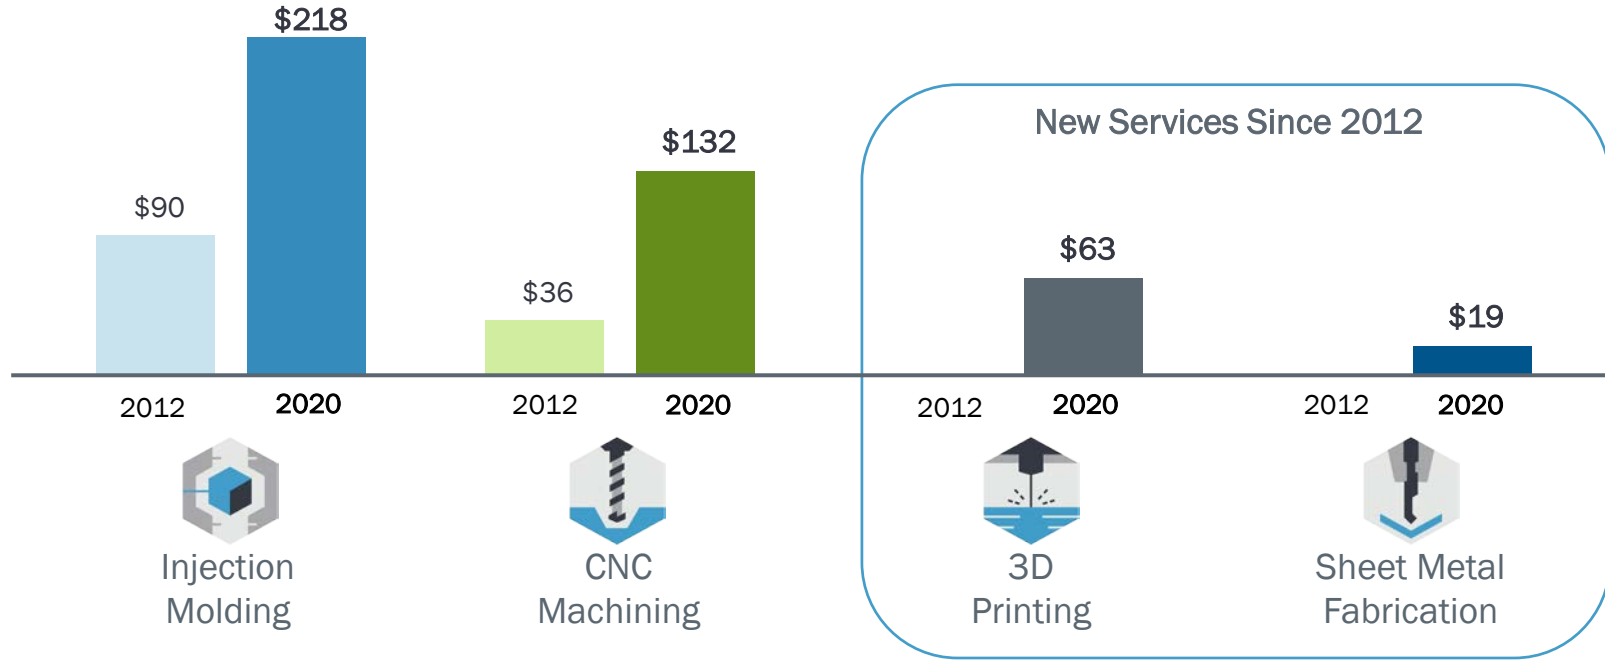 $218
$90
$132
$36
New Services Since 2012
$63
$19
2012
2020
2012
2020
2012
2020
2012
2020
Injection
Molding
CNC
Machining
3D
Printing
Sheet Metal
Fabrication